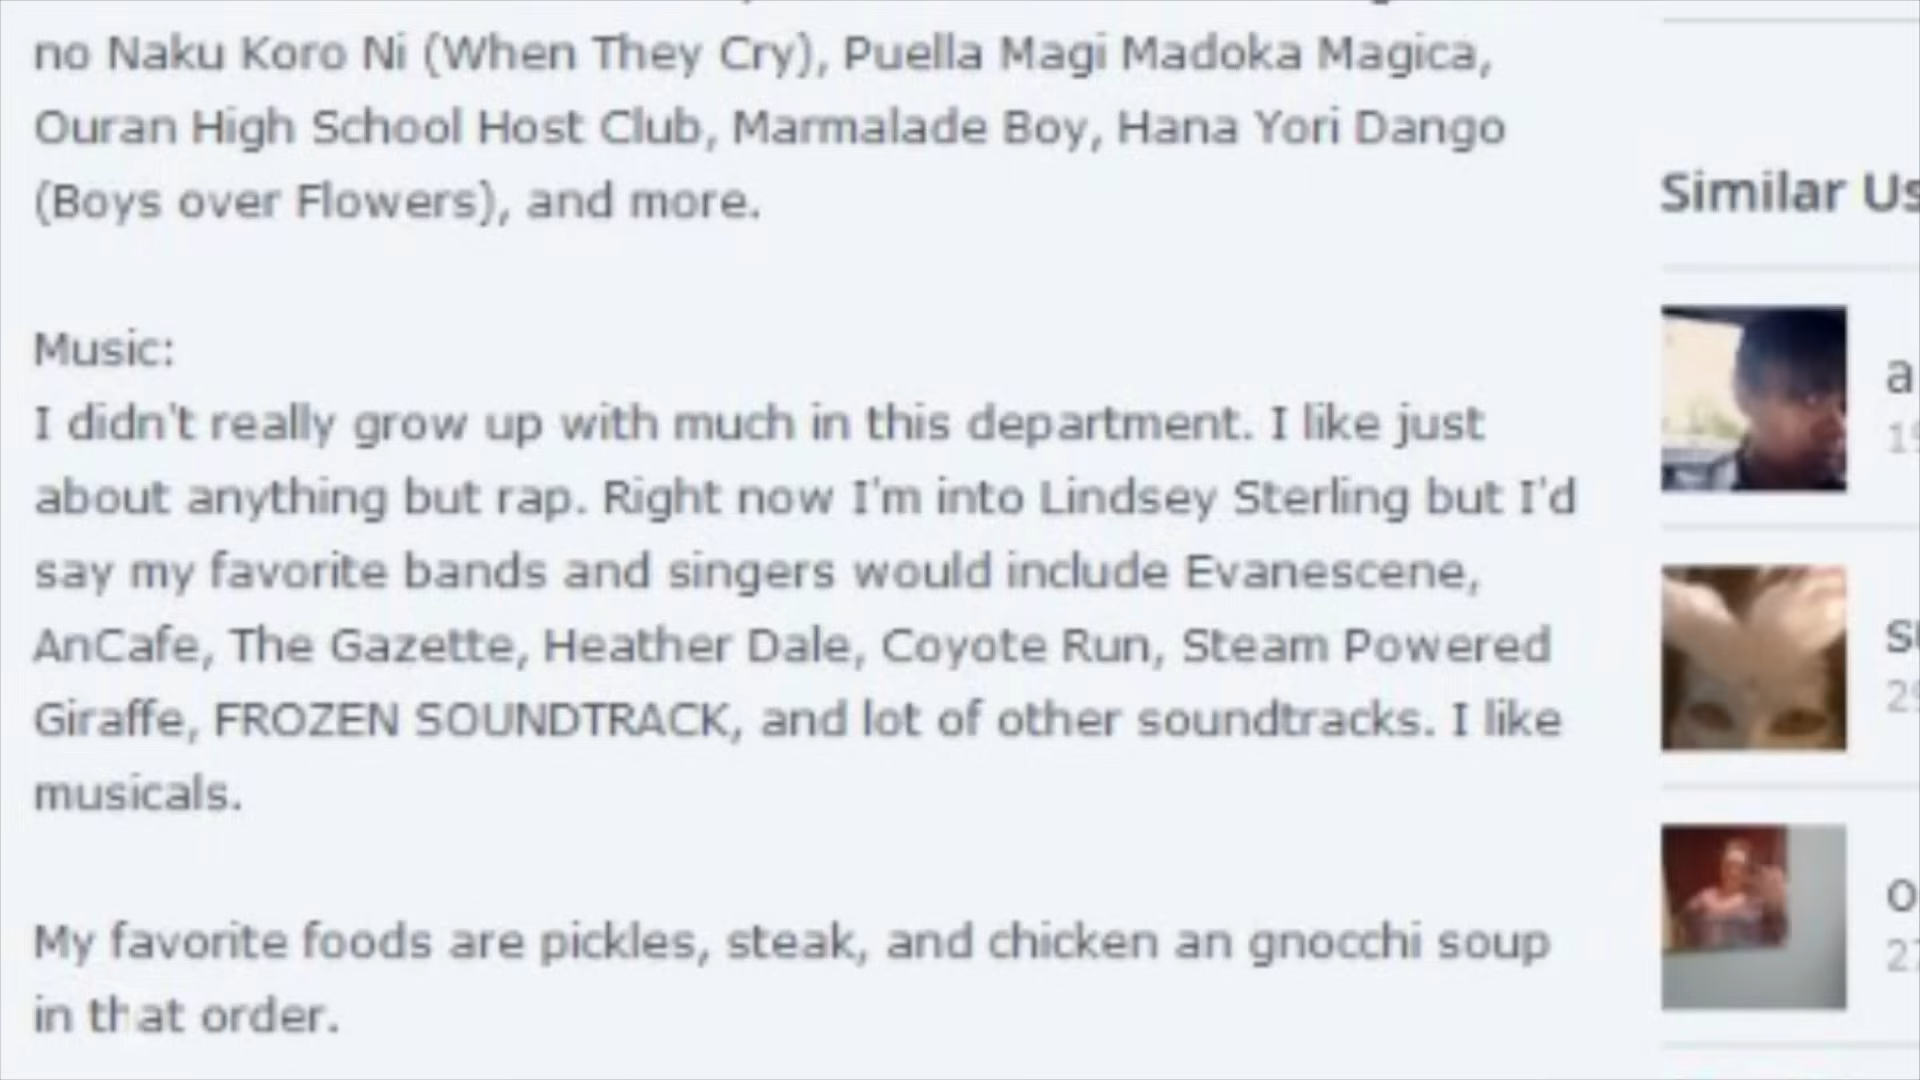 no Naku Koro Ni (When They Cry), Puella Magi Madoka Magica,
Ouran High School Host Club, Marmalade Boy, Hana Yori Dango
(Boys over Flowers), and more.
Music:
I didn't really grow up with much in this department. I like just
about anything but rap. Right now I'm into Lindsey Sterling but I'd
say my favorite bands and singers would include Evanescene,
AnCafe, The Gazette, Heather Dale, Coyote Run, Steam Powered
Giraffe, FROZEN SOUNDTRACK, and lot of other soundtracks. I like
musicals.
My favorite foods are pickles, steak, and chicken an gnocchi soup
in that order.
Similar